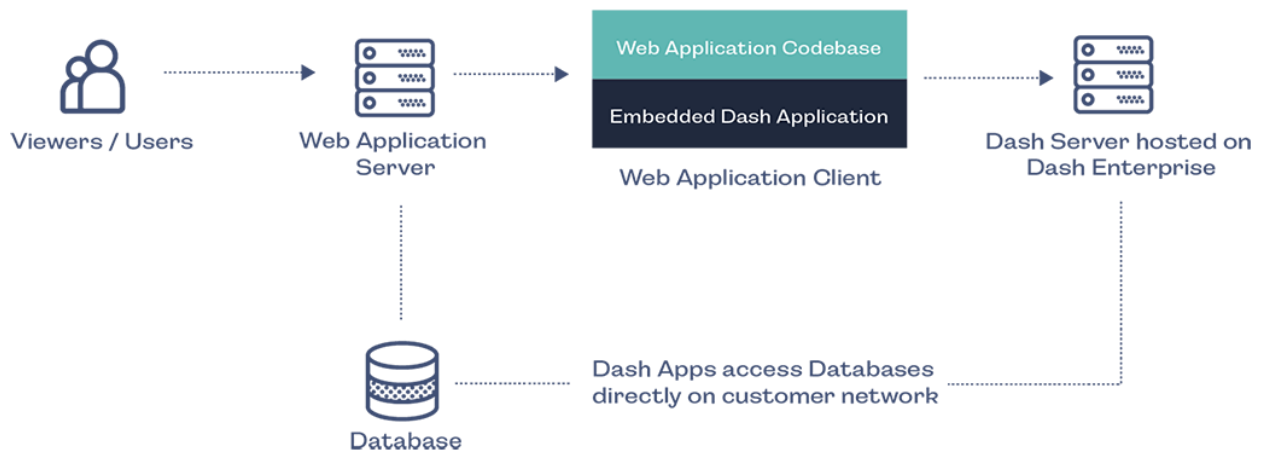 Web Application Codebase
Embedded Dash Application
Viewers / Users
Web Application
Server
Web Application Client
Dash Server hosted on
Dash Enterprise
Dash Apps access Databases
directly on customer network
Database